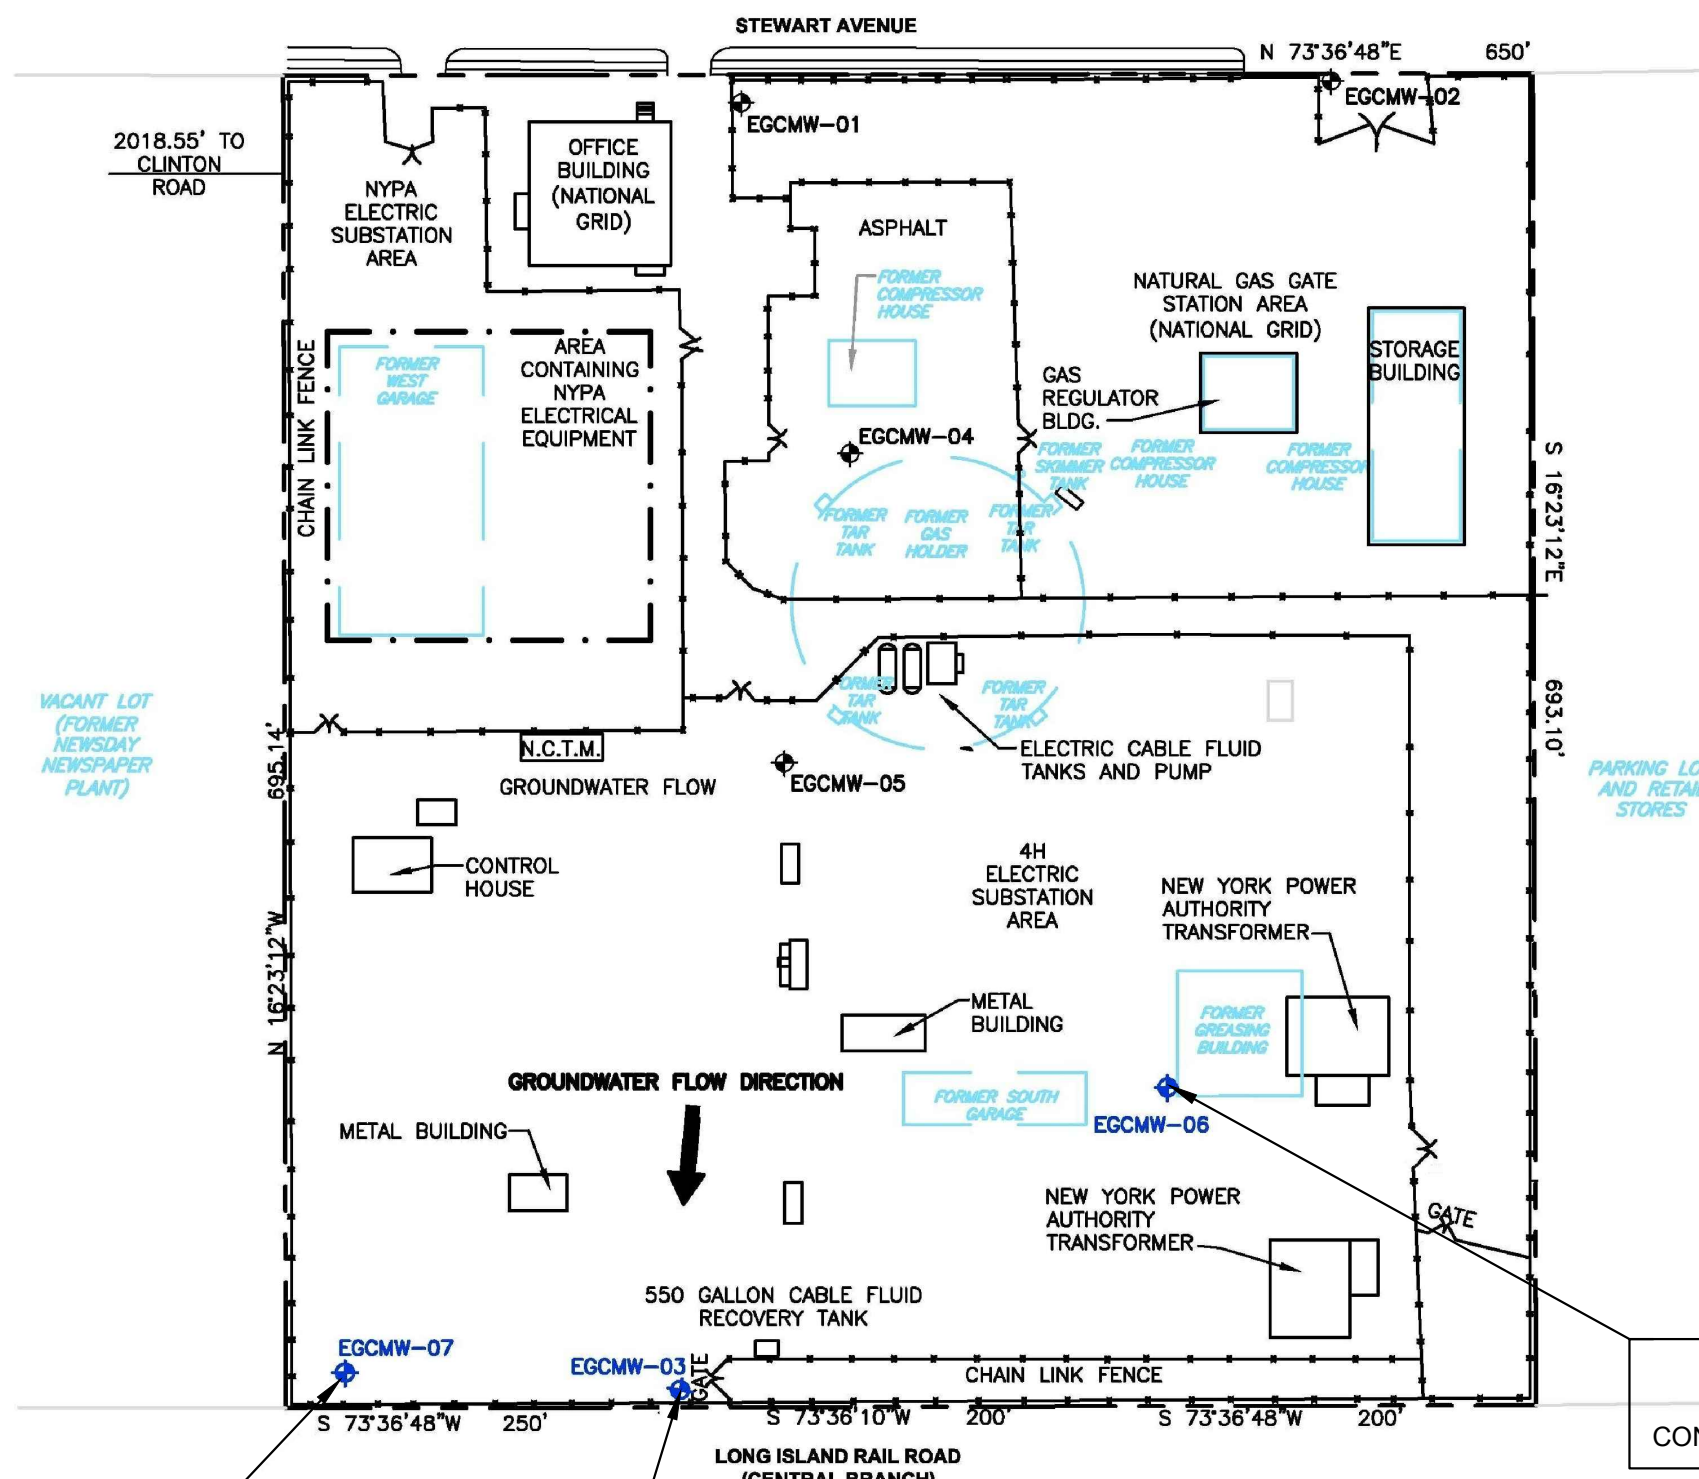 STEWART AVENUE
N 73°36'48"E 650'
EGCMW-01
EGCMW-02
2018.55' TO
CLINTON
ROAD
NYPA
ELECTRIC
SUBSTATION
AREA
OFFICE
BUILDING
(NATIONAL
GRID)
ASPHALT
FORMER
COMPRESSOR
HOUSE
NATURAL GAS GATE
STATION AREA
(NATIONAL GRID)
STORAGE
BUILDING
GAS
REGULATOR
BLDG.
CHAIN LINK FENCE
FORMER
WEST
GARAGE
AREA
CONTAINING
NYPA
ELECTRICAL
EQUIPMENT
EGCMW-04
FORMER
SKIMMER
TANK
FORMER
COMPRESSOR
HOUSE
FORMER
COMPRESSOR
HOUSE
S 16°23'12"E
693.10'
FORMER
TAR
TANK
FORMER
GAS
HOLDER
FORMER
TAR
TANK
VACANT LOT
(FORMER
NEWSDAY
NEWSPAPER
PLANT)
FORMER
TAR
TANK
FORMER
TAR
TANK
N 16°23'12"W
695.14'
N.C.T.M.
GROUNDWATER FLOW
EGCMW-05
ELECTRIC CABLE FLUID
TANKS AND PUMP
PARKING LO
AND RETAI
STORES
CONTROL
HOUSE
4H
ELECTRIC
SUBSTATION
AREA
NEW YORK POWER
AUTHORITY
TRANSFORMER
METAL
BUILDING
FORMER
GREASING
BUILDING
GROUNDWATER FLOW DIRECTION
FORMER SOUTH
GARAGE
EGCMW-06
METAL BUILDING
NEW YORK POWER
AUTHORITY
TRANSFORMER
GATE
550 GALLON CABLE FLUID
RECOVERY TANK
EGCMW-07
EGCMW-03
GATE
CHAIN LINK FENCE
S 73°36'48"W 250'
S 73°36'10"W 200'
S 73°36'48"W 200'
CON
LONG ISLAND RAIL ROAD
(CENTRAL BRANCH)